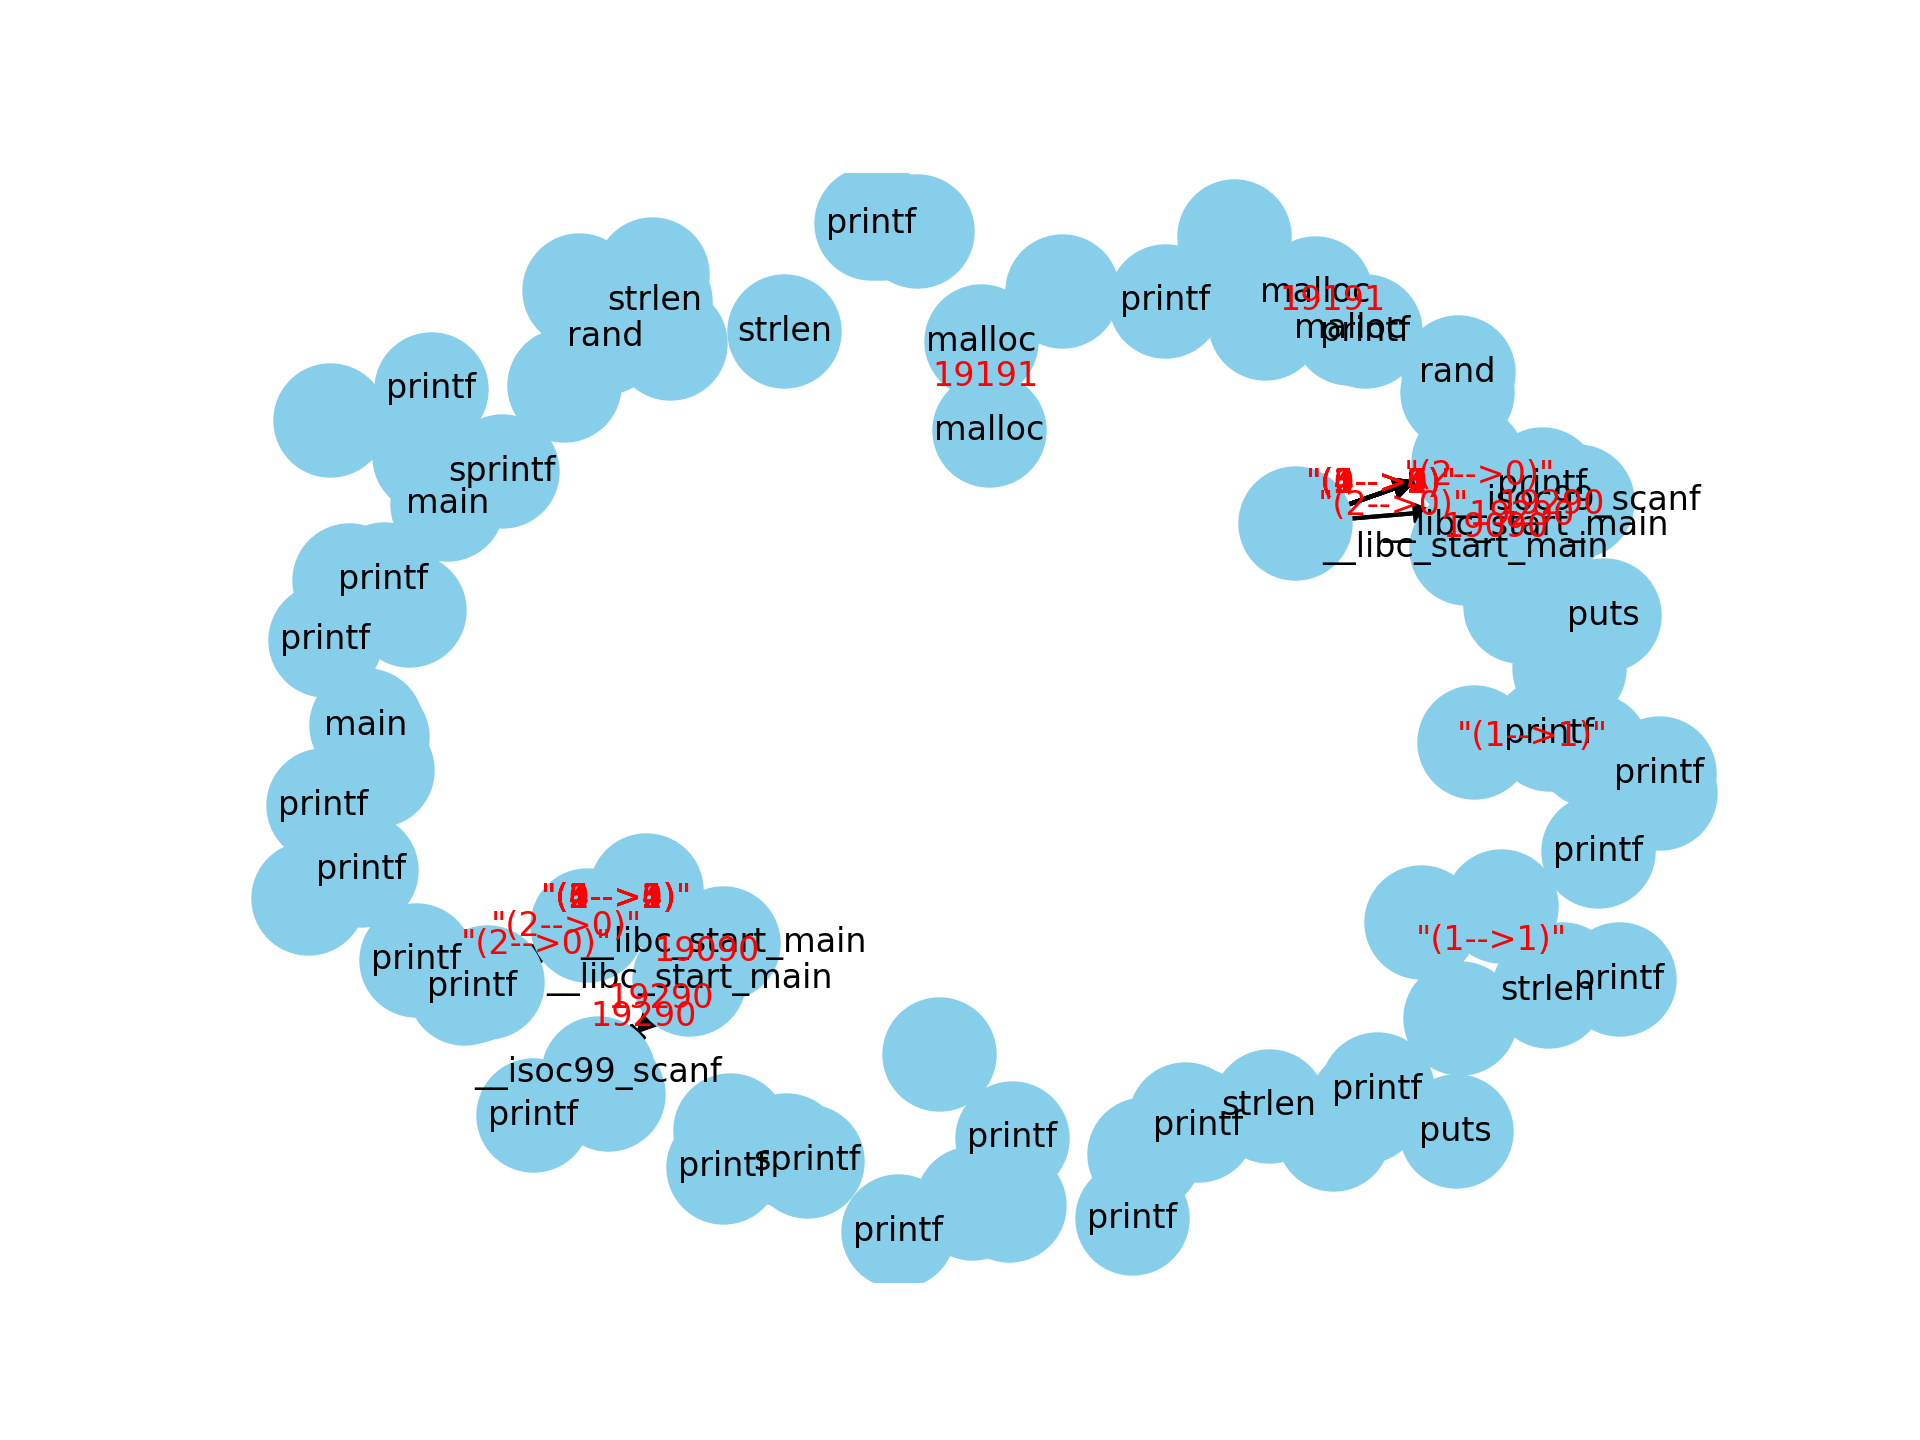 printf
strlen
malloc
19191
printf
strlen
malloc
printf
rand
malloc
19191
rand
printf
malloc
sprintf
main
"(2-->0)"
printf
"(2-->0)"
__isoc99_scanf
19290
__libc_start_main
19090
__libc_start_main
printf
puts
printf
main
printf
"(1-->1)"
printf
printf
printf
printf
"(2-->0)"
"(2-->0)"
"(1-->1)"
__libc_start_main
19090
printf
printf
__libc_start_main
printf
strlen
19290
19290
__isoc99_scanf
printf
printf
strlen
printf
printf
puts
printf
sprintf
printf
printf